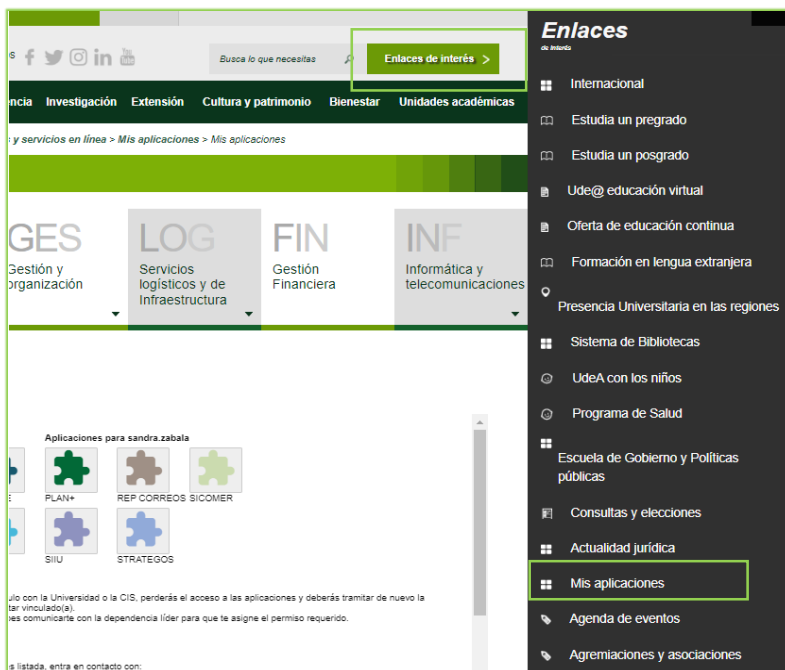 Busca lo que necesitas
Enlaces de interés >
Investigación Extensión Cultura y patrimonio Bienestar Unidades académicas
y servicios en línea > Mis aplicaciones > Mis aplicaciones
GES
Gestión y
organización
LOG
Servicios
logísticos y de
Infraestructura
FIN
Gestión
Financiera
INF
Informática y
telecomunicaciones
Aplicaciones para sandra.zabala
PLAN+
REP CORREOS
SICOMER
SIIU
STRATEGOS
con la Universidad o la CIS, perderás el acceso a las aplicaciones y deberás tramitar de nuevo la
vinculado(a).
comunicarte con la dependencia líder para que te asigne el permiso requerido.
listada, entra en contacto con:
Enlaces
de interés
Internacional
Estudia un pregrado
Estudia un posgrado
Ude@ educación virtual
Oferta de educación continua
Formación en lengua extranjera
Presencia Universitaria en las regiones
Sistema de Bibliotecas
UdeA con los niños
Programa de Salud
Escuela de Gobierno y Políticas
públicas
Consultas y elecciones
Actualidad jurídica
Mis aplicaciones
Agenda de eventos
Agremiaciones y asociaciones